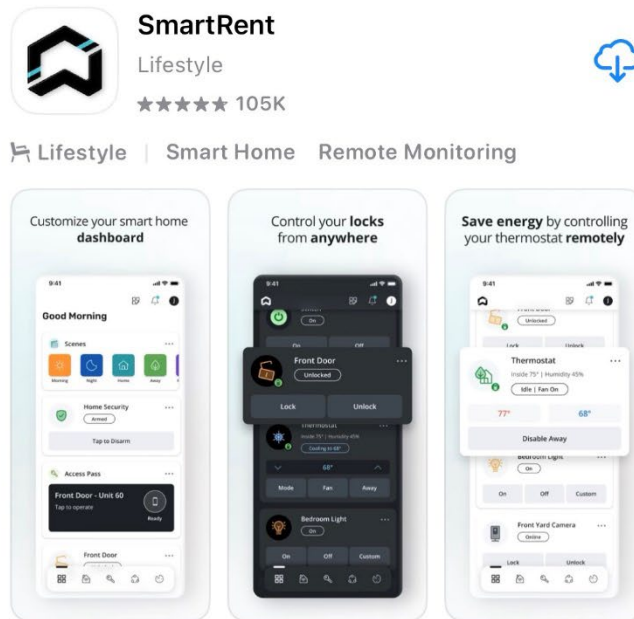 SmartRent
Lifestyle
★★★★★ 105K
Lifestyle | Smart Home Remote Monitoring
Customize your smart home
dashboard
9:41
Good Morning
Scenes
Morning Night Home Away
Home Security
Armed
Tap to Disarm
Access Pass
Front Door - Unit 60
Tap to operate
Ready
Front Door
Control your locks
from anywhere
9:41
On
On Off
Front Door
Unlocked
Lock Unlock
Thermostat
Inside 75° | Humidity 45%
Cooling to 68°
68°
Mode Fan Away
Bedroom Light
On
On Off Custom
Save energy by controlling
your thermostat remotely
9:41
Front Door
Unlocked
Lock Unlock
Thermostat
Inside 75° | Humidity 45%
Idle | Fan On
77° 68°
Disable Away
Bedroom Light
On
On Off Custom
Front Yard Camera
Online
Lock Unlock